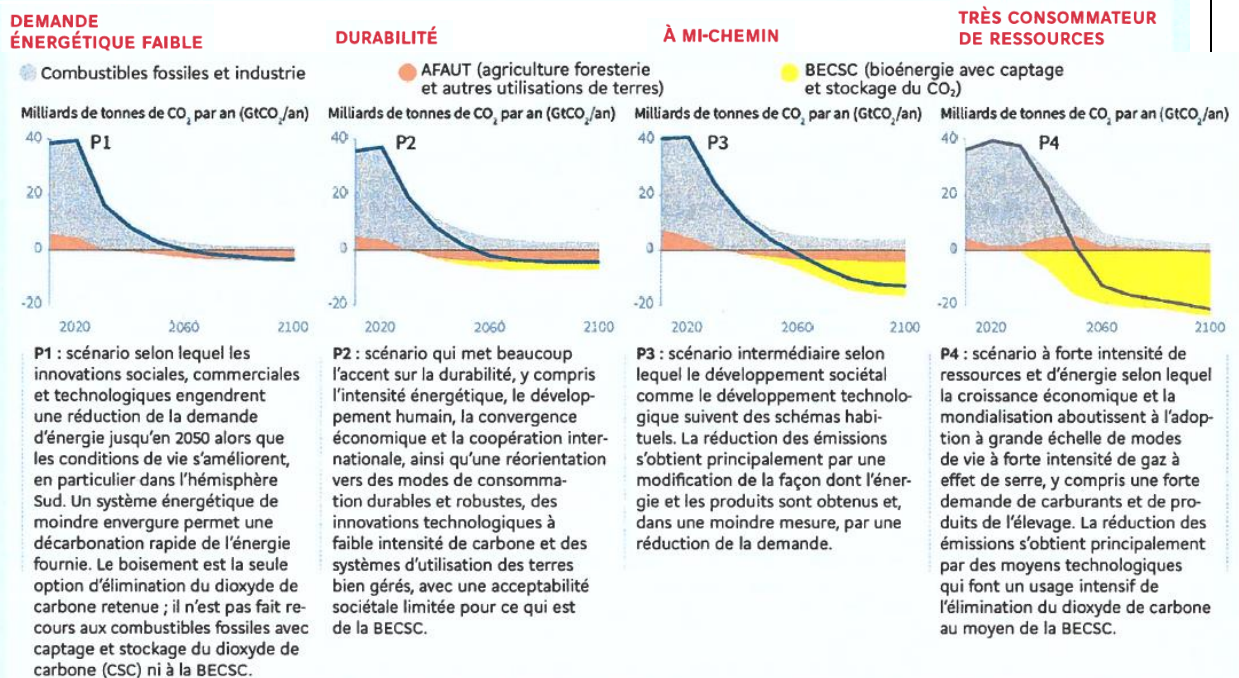 DEMANDE
ÉNERGÉTIQUE FAIBLE
DURABILITÉ
À MI-CHEMIN
TRÈS CONSOMMATEUR
DE RESSOURCES
Combustibles fossiles et industrie
AFAUT (agriculture foresterie
et autres utilisations de terres)
BECSC (bioénergie avec captage
et stockage du CO₂)
Milliards de tonnes de CO₂ par an (GtCO₂/an)
P1
40
20
0
-20
2020
2060
2100
P1 : scénario selon lequel les
innovations sociales, commerciales
et technologiques engendrent
une réduction de la demande
d'énergie jusqu'en 2050 alors que
les conditions de vie s'améliorent,
en particulier dans l'hémisphère
Sud. Un système énergétique de
moindre envergure permet une
décarbonation rapide de l'énergie
fournie. Le boisement est la seule
option d'élimination du dioxyde de
carbone retenue ; il n'est pas fait re-
cours aux combustibles fossiles avec
captage et stockage du dioxyde de
carbone (CSC) ni à la BECSC.
Milliards de tonnes de CO₂ par an (GtCO₂/an)
P2
40
20
0
-20
2020
2060
2100
P2 : scénario qui met beaucoup
l'accent sur la durabilité, y compris
l'intensité énergétique, le dévelop-
pement humain, la convergence
économique et la coopération inter-
nationale, ainsi qu'une réorientation
vers des modes de consomma-
tion durables et robustes, des
innovations technologiques à
faible intensité de carbone et des
systèmes d'utilisation des terres
bien gérés, avec une acceptabilité
sociétale limitée pour ce qui est
de la BECSC.
Milliards de tonnes de CO₂ par an (GtCO₂/an)
P3
40
20
0
-20
2020
2060
2100
P3 : scénario intermédiaire selon
lequel le développement sociétal
comme le développement technolo-
gique suivent des schémas habi-
tuels. La réduction des émissions
s'obtient principalement par une
modification de la façon dont l'éner-
gie et les produits sont obtenus et,
dans une moindre mesure, par une
réduction de la demande.
Milliards de tonnes de CO₂ par an (GtCO₂/an)
P4
40
20
0
-20
2020
2060
2100
P4 : scénario à forte intensité de
ressources et d'énergie selon lequel
la croissance économique et la
mondialisation aboutissent à l'adop-
tion à grande échelle de modes
de vie à forte intensité de gaz à
effet de serre, y compris une forte
demande de carburants et de pro-
duits de l'élevage. La réduction des
émissions s'obtient principalement
par des moyens technologiques
qui font un usage intensif de
l'élimination du dioxyde de carbone
au moyen de la BECSC.